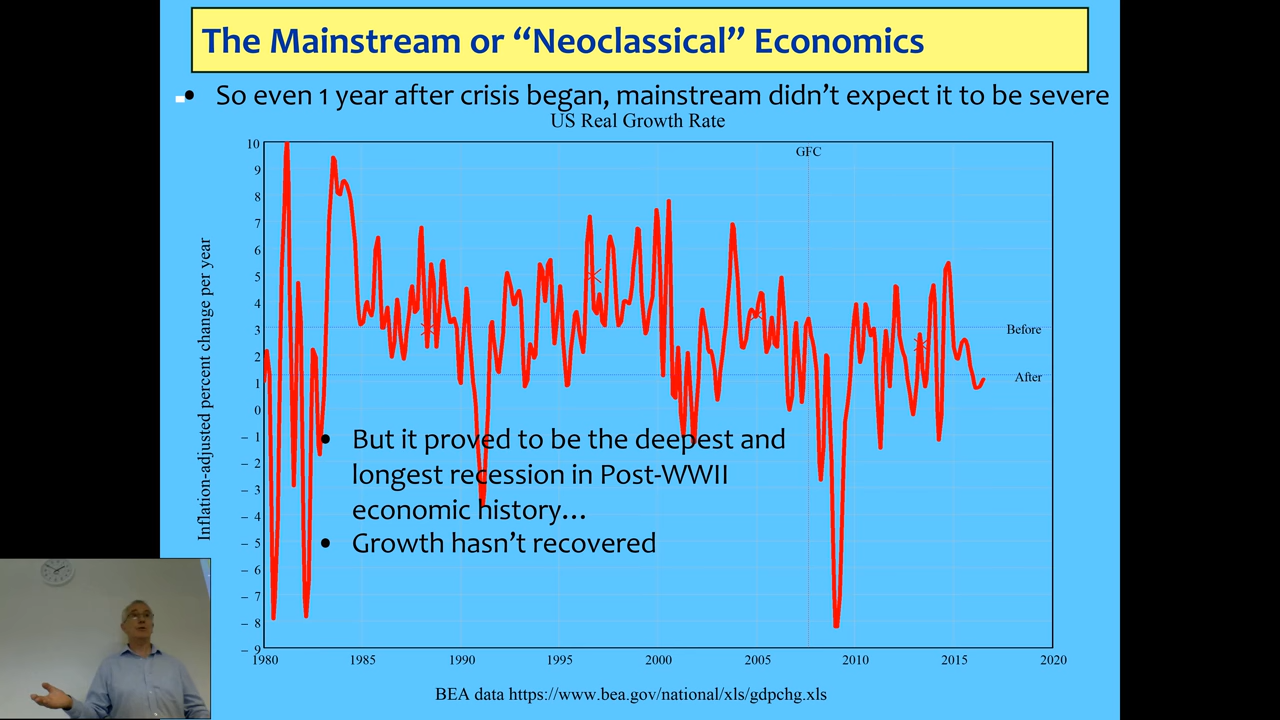 The Mainstream or “Neoclassical” Economics
• So even 1 year after crisis began, mainstream didn’t expect it to be severe
US Real Growth Rate
GFC
10
9
8
7
6
5
4
3
2
1
0
– 1
– 2
– 3
– 4
– 5
– 6
– 7
– 8
– 9
Inflation-adjusted percent change per year
Before
After
• But it proved to be the deepest and
longest recession in Post-WWII
economic history…
• Growth hasn’t recovered
1980 1985 1990 1995 2000 2005 2010 2015 2020
BEA data https://www.bea.gov/national/xls/gdpchg.xls